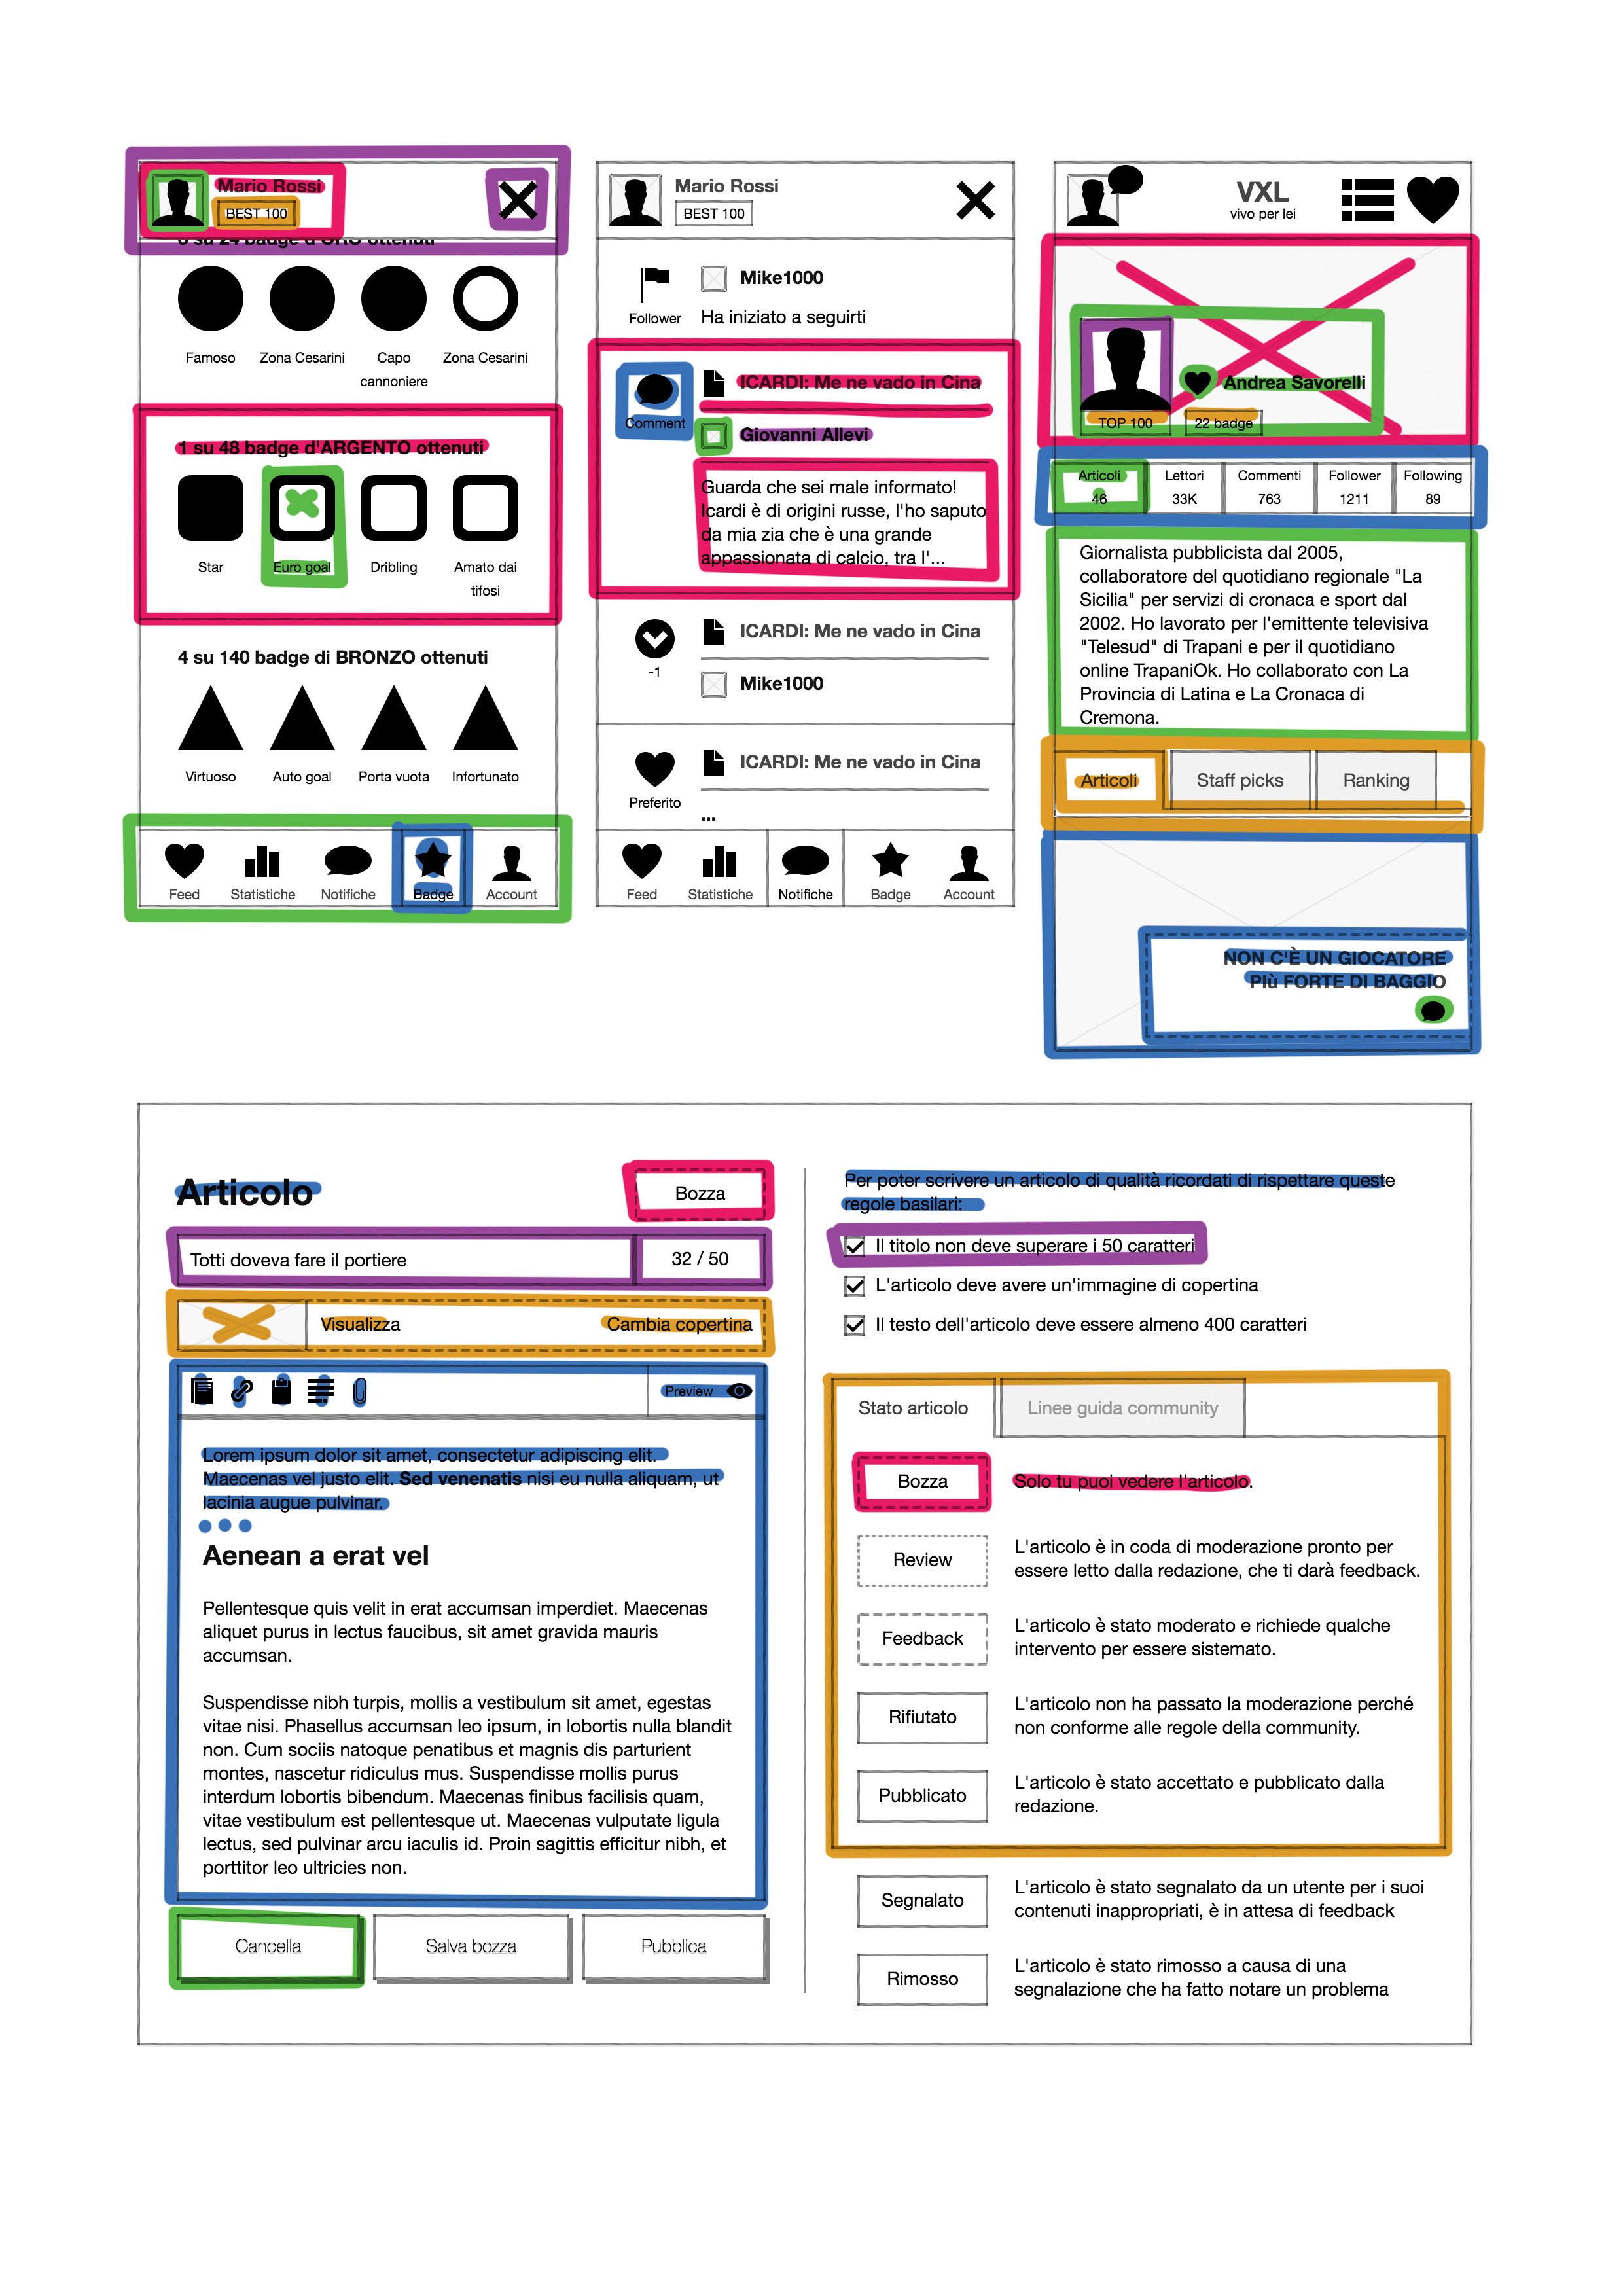 Mario Rossi
BEST 100
3 su 24 badge d'ORO ottenuti
Famoso
Zona Cesarini
Capo cannoniere
Zona Cesarini
1 su 48 badge d'ARGENTO ottenuti
Star
Euro goal
Dribling
Amato dai tifosi
4 su 140 badge di BRONZO ottenuti
Virtuoso
Auto goal
Porta vuota
Infortunato
Feed
Statistiche
Notifiche
Badge
Account
Mario Rossi
BEST 100
Follower
Mike1000
Ha iniziato a seguirti
Comment
ICARDI: Me ne vado in Cina
Giovanni Allevi
Guarda che sei male informato!
Icardi è di origini russe, l'ho saputo
da mia zia che è una grande
appassionata di calcio, tra l'...
-1
ICARDI: Me ne vado in Cina
Mike1000
Preferito
ICARDI: Me ne vado in Cina
...
Feed
Statistiche
Notifiche
Badge
Account
VXL
vivo per lei
Andrea Savorelli
TOP 100
22 badge
Articoli
46
Lettori
33K
Commenti
763
Follower
1211
Following
89
Giornalista pubblicista dal 2005,
collaboratore del quotidiano regionale "La
Sicilia" per servizi di cronaca e sport dal
2002. Ho lavorato per l'emittente televisiva
"Telesud" di Trapani e per il quotidiano
online TrapaniOk. Ho collaborato con La
Provincia di Latina e La Cronaca di
Cremona.
Articoli
Staff picks
Ranking
NON C'È UN GIOCATORE
PIù FORTE DI BAGGIO
Articolo
Bozza
Totti doveva fare il portiere
32 / 50
Visualizza
Cambia copertina
Preview
Lorem ipsum dolor sit amet, consectetur adipiscing elit.
Maecenas vel justo elit. Sed venenatis nisi eu nulla aliquam, ut
lacinia augue pulvinar.
Aenean a erat vel
Pellentesque quis velit in erat accumsan imperdiet. Maecenas
aliquet purus in lectus faucibus, sit amet gravida mauris
accumsan.
Suspendisse nibh turpis, mollis a vestibulum sit amet, egestas
vitae nisi. Phasellus accumsan leo ipsum, in lobortis nulla blandit
non. Cum sociis natoque penatibus et magnis dis parturient
montes, nascetur ridiculus mus. Suspendisse mollis purus
interdum lobortis bibendum. Maecenas finibus facilisis quam,
vitae vestibulum est pellentesque ut. Maecenas vulputate ligula
lectus, sed pulvinar arcu iaculis id. Proin sagittis efficitur nibh, et
porttitor leo ultricies non.
Cancella
Salva bozza
Pubblica
Per poter scrivere un articolo di qualità ricordati di rispettare queste
regole basilari:
Il titolo non deve superare i 50 caratteri
L'articolo deve avere un'immagine di copertina
Il testo dell'articolo deve essere almeno 400 caratteri
Stato articolo
Linee guida community
Bozza
Solo tu puoi vedere l'articolo.
Review
L'articolo è in coda di moderazione pronto per
essere letto dalla redazione, che ti darà feedback.
Feedback
L'articolo è stato moderato e richiede qualche
intervento per essere sistemato.
Rifiutato
L'articolo non ha passato la moderazione perché
non conforme alle regole della community.
Pubblicato
L'articolo è stato accettato e pubblicato dalla
redazione.
Segnalato
L'articolo è stato segnalato da un utente per i suoi
contenuti inappropriati, è in attesa di feedback
Rimosso
L'articolo è stato rimosso a causa di una
segnalazione che ha fatto notare un problema